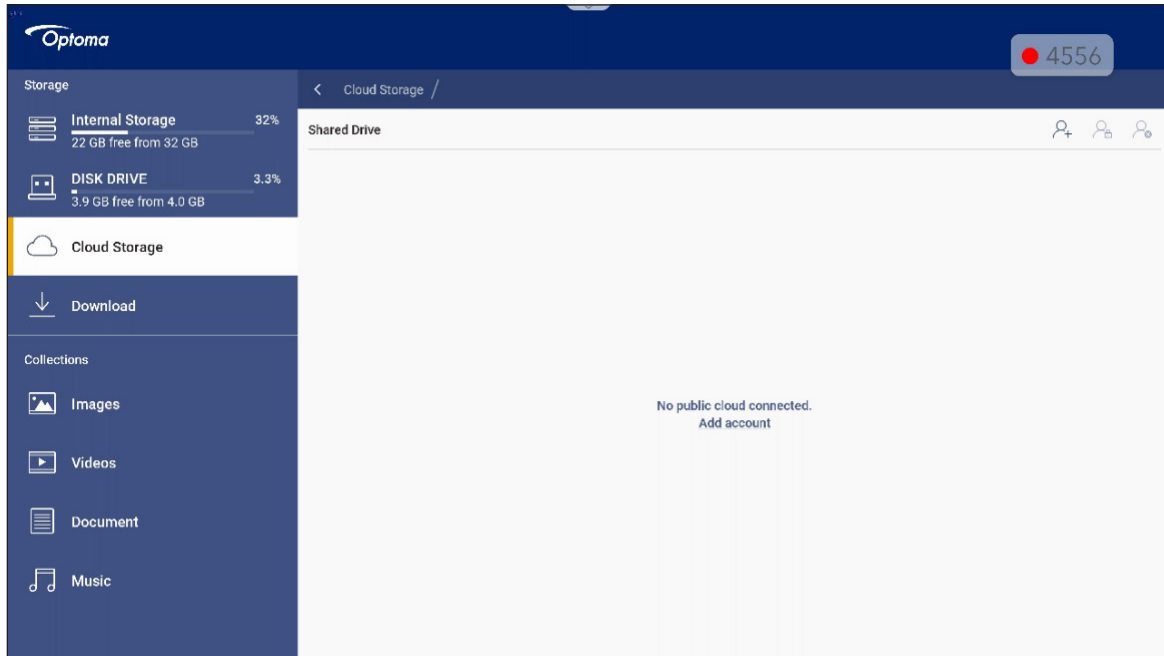 Optoma
4556
Storage
Cloud Storage /
Internal Storage 32%
22 GB free from 32 GB
Shared Drive
DISK DRIVE 3.3%
3.9 GB free from 4.0 GB
Cloud Storage
Download
Collections
Images
No public cloud connected.
Add account
Videos
Document
Music